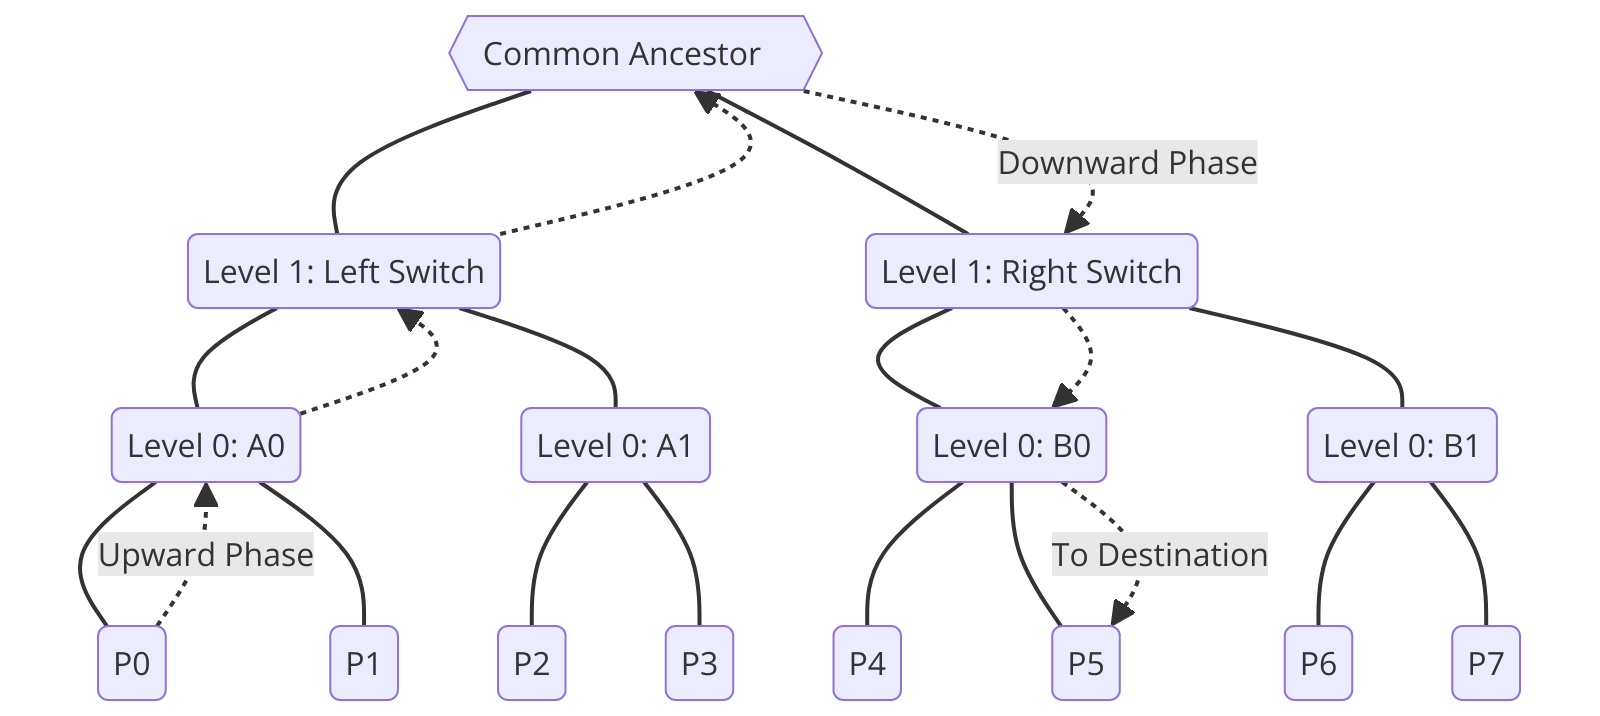 Common Ancestor
Downward Phase
Level 1: Left Switch
Level 1: Right Switch
Level 0: A0
Level 0: A1
Level 0: B0
Level 0: B1
Upward Phase
To Destination
P0
P1
P2
P3
P4
P5
P6
P7